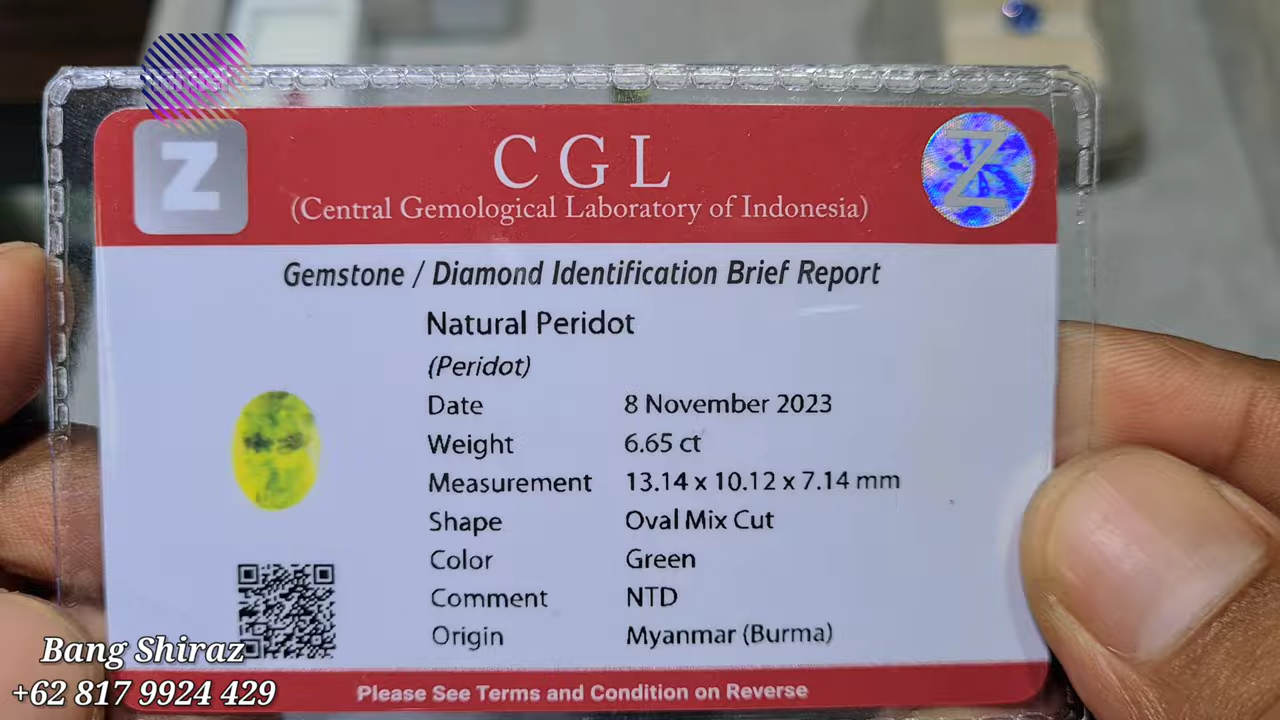 Z
CGL
Z
(Central Gemological Laboratory of Indonesia)
Gemstone / Diamond Identification Brief Report
Natural Peridot
(Peridot)
Date 8 November 2023
Weight 6.65 ct
Measurement 13.14 x 10.12 x 7.14 mm
Shape Oval Mix Cut
Color Green
Comment NTD
Origin Myanmar (Burma)
Please See Terms and Condition on Reverse
Bang Shiraz
+62 817 9924 429